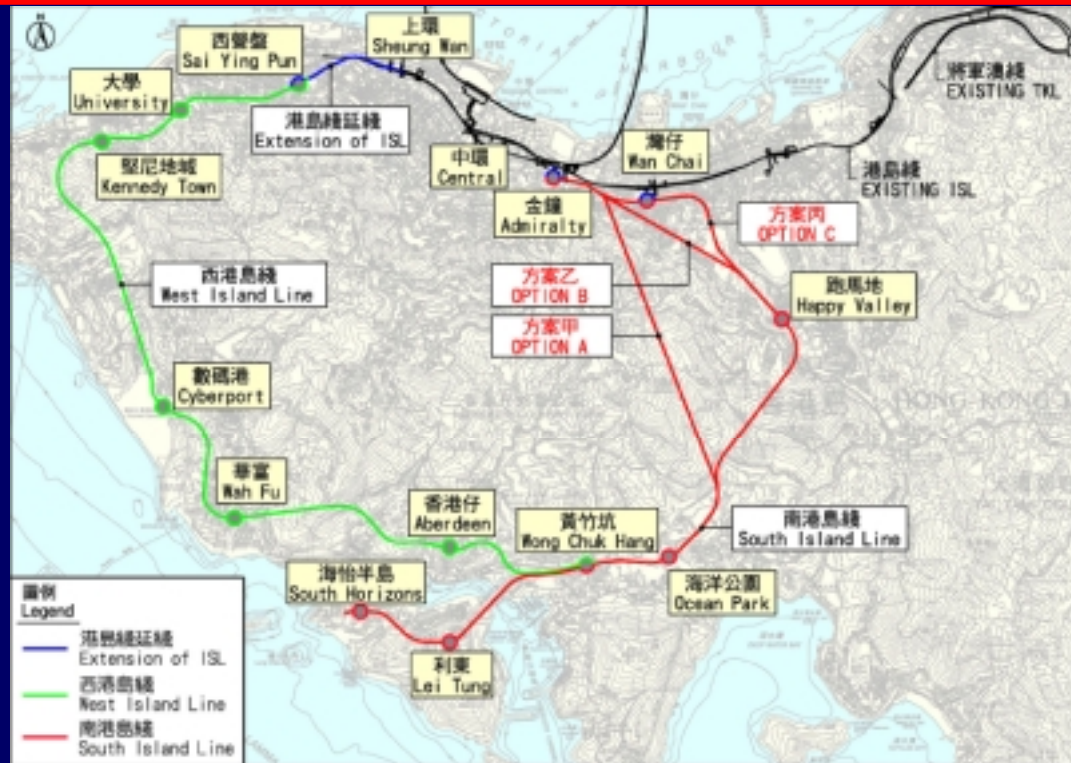 上環
Sheung Wan
西營盤
Sai Ying Pun
大學
University
港島綫延綫
Extension of ISL
堅尼地城
Kennedy Town
將軍澳綫
EXISTING TKL
灣仔
Wan Chai
中環
Central
港島綫
EXISTING ISL
金鐘
Admiralty
方案丙
OPTION C
西港島綫
West Island Line
方案乙
OPTION B
跑馬地
Happy Valley
方案甲
OPTION A
數碼港
Cyberport
華富
Wah Fu
香港仔
Aberdeen
黃竹坑
Wong Chuk Hang
南港島綫
South Island Line
海怡半島
South Horizons
海洋公園
Ocean Park
利東
Lei Tung
圖例
Legend
港島綫延綫
Extension of ISL
西港島綫
West Island Line
南港島綫
South Island Line
HONG KONG
N